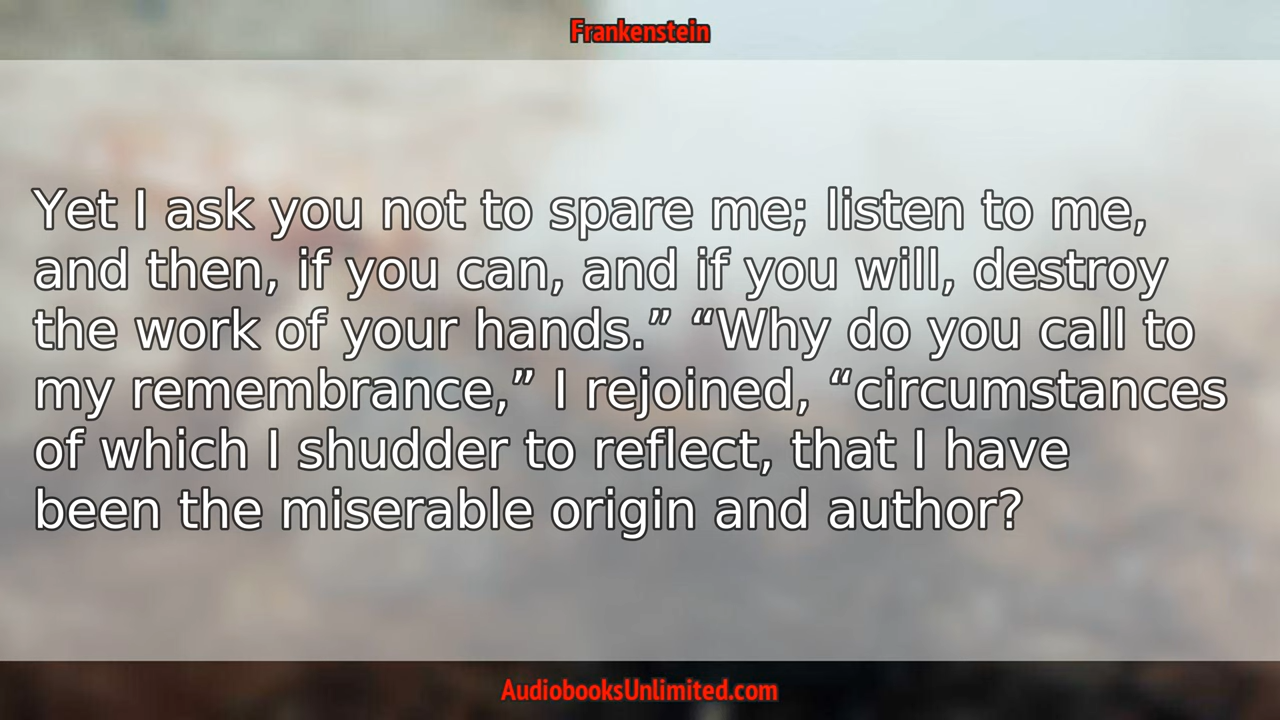 Frankenstein
Yet I ask you not to spare me; listen to me,
and then, if you can, and if you will, destroy
the work of your hands.” “Why do you call to
my remembrance,” I rejoined, “circumstances
of which I shudder to reflect, that I have
been the miserable origin and author?
AudiobooksUnlimited.com